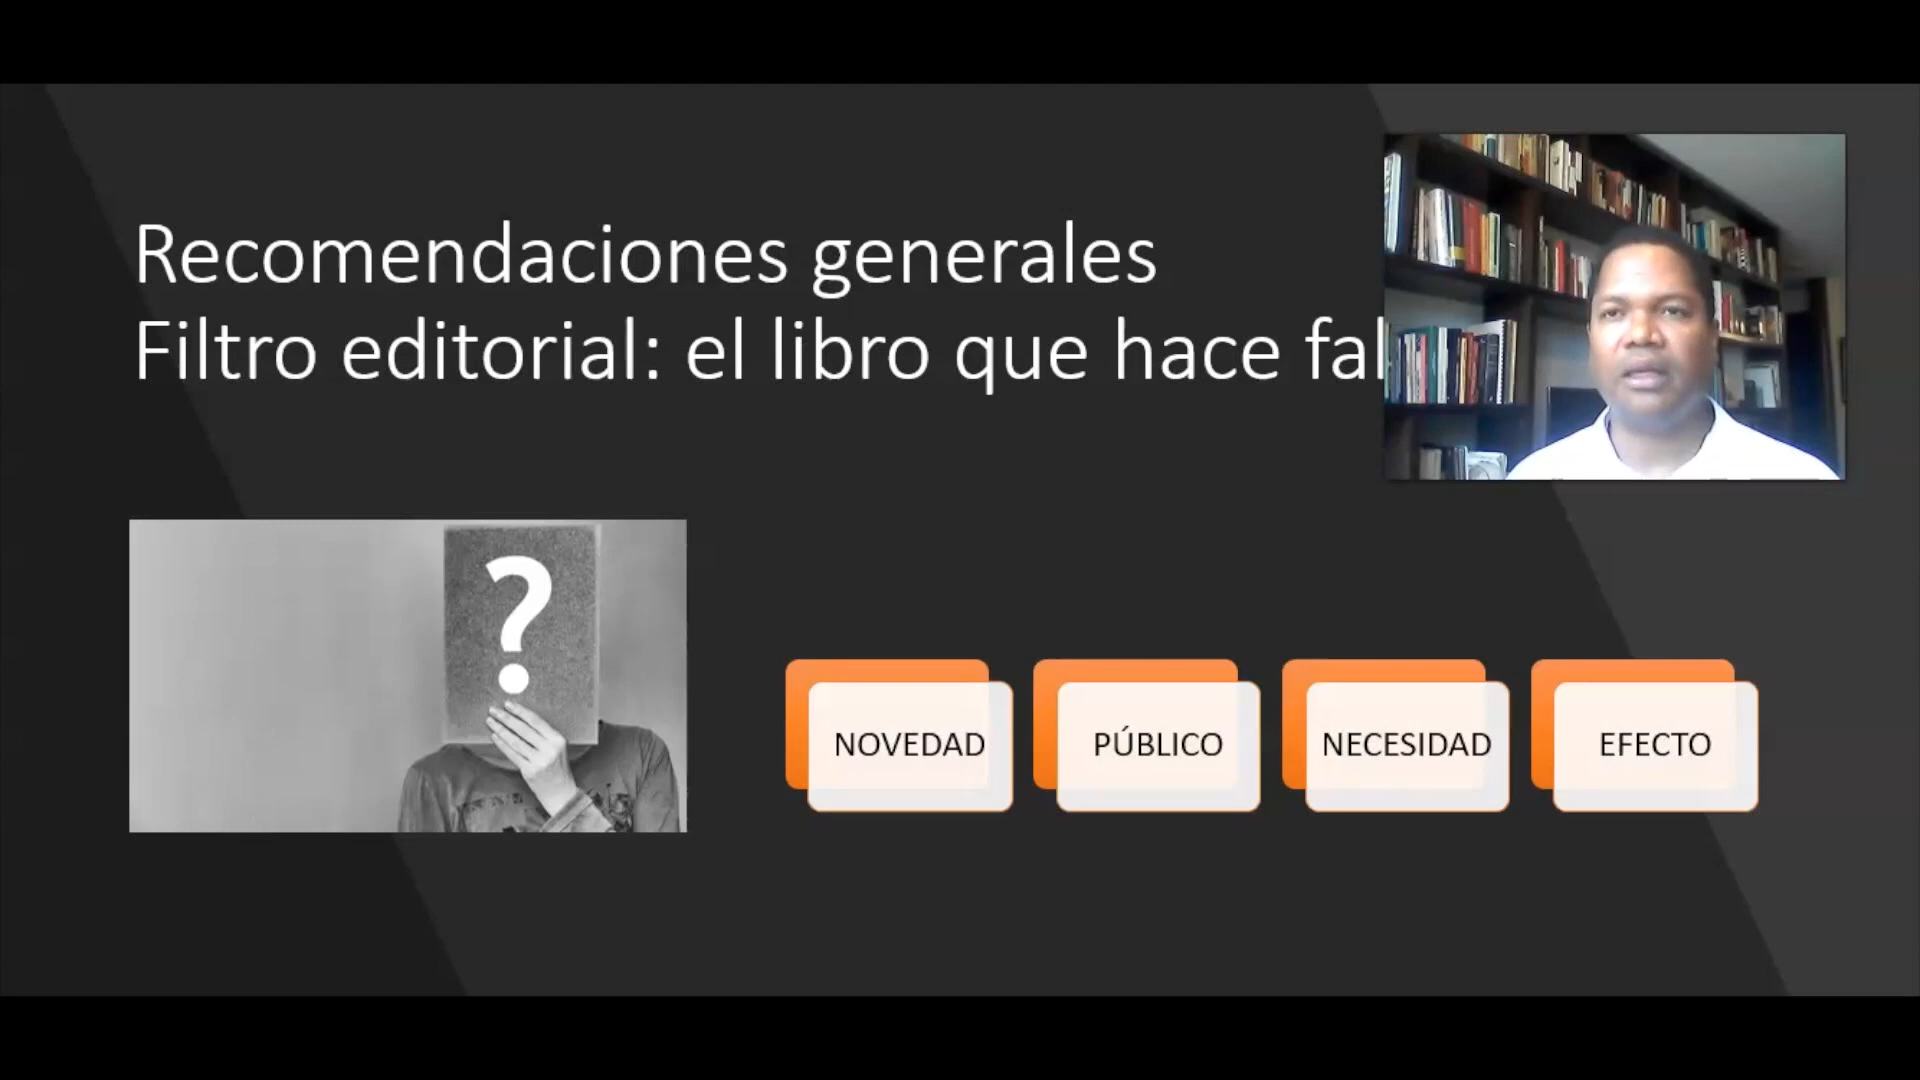 Recomendaciones generales
Filtro editorial: el libro que hace fal
?
NOVEDAD
PÚBLICO
NECESIDAD
EFECTO